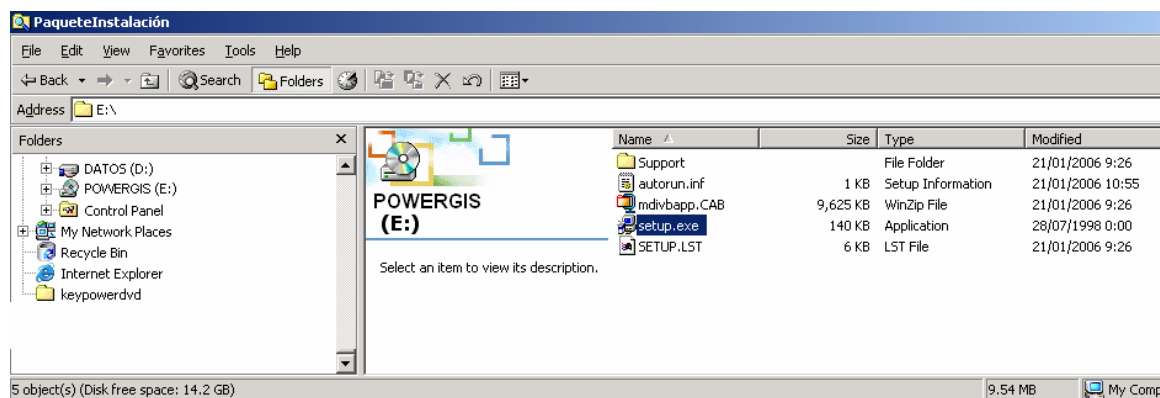 PaqueteInstalación
File Edit View Favorites Tools Help
Back Search Folders
Address E:\
Folders
DATOS (D:)
POWERGIS (E:)
Control Panel
My Network Places
Recycle Bin
Internet Explorer
keypowerdvd
POWERGIS
(E:)
Select an item to view its description.
Name Size Type Modified
Support File Folder 21/01/2006 9:26
autorun.inf 1 KB Setup Information 21/01/2006 10:55
mdivbapp.CAB 9,625 KB WinZip File 21/01/2006 9:26
setup.exe 140 KB Application 28/07/1998 0:00
SETUP.LST 6 KB LST File 21/01/2006 9:26
5 object(s) (Disk free space: 14.2 GB) 9.54 MB My Comp